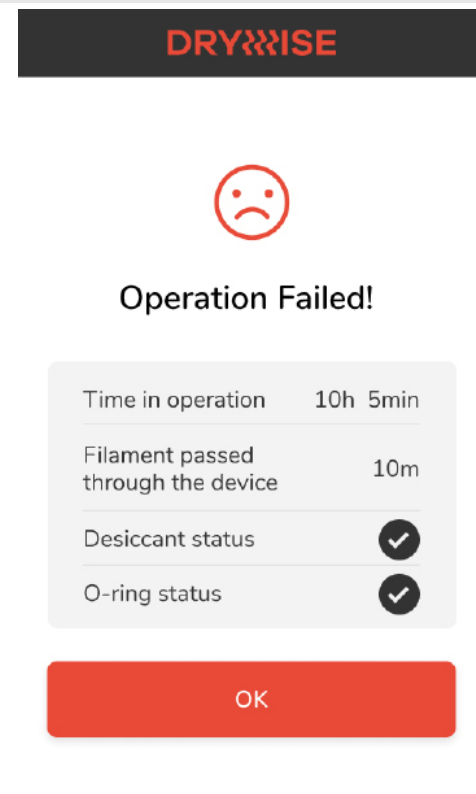 DRYWISE
Operation Failed!
Time in operation 10h 5min
Filament passed
through the device 10m
Desiccant status
O-ring status
OK